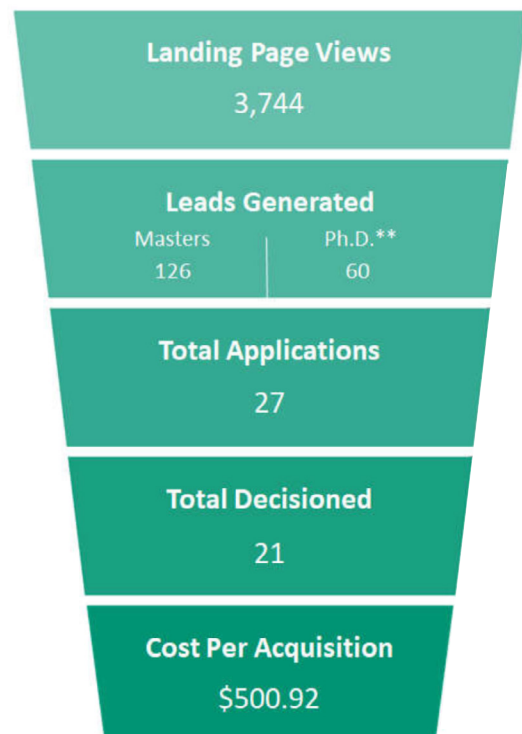 Landing Page Views
3,744
Leads Generated
Masters
Ph.D.**
126
60
Total Applications
27
Total Decisioned
21
Cost Per Acquisition
$500.92